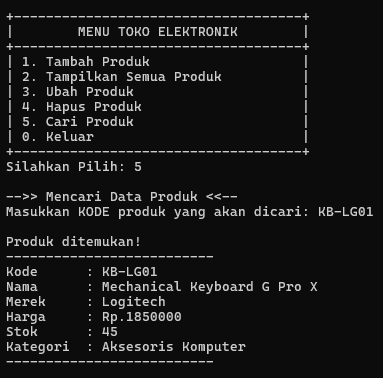 +------------------------------------+
|        MENU TOKO ELEKTRONIK        |
+------------------------------------+
| 1. Tambah Produk                   |
| 2. Tampilkan Semua Produk          |
| 3. Ubah Produk                     |
| 4. Hapus Produk                    |
| 5. Cari Produk                     |
| 0. Keluar                          |
+------------------------------------+
Silahkan Pilih: 5

-->> Mencari Data Produk <<--
Masukkan KODE produk yang akan dicari: KB-LG01

Produk ditemukan!
--------------------------
Kode      : KB-LG01
Nama      : Mechanical Keyboard G Pro X
Merek     : Logitech
Harga     : Rp.1850000
Stok      : 45
Kategori  : Aksesoris Komputer
--------------------------